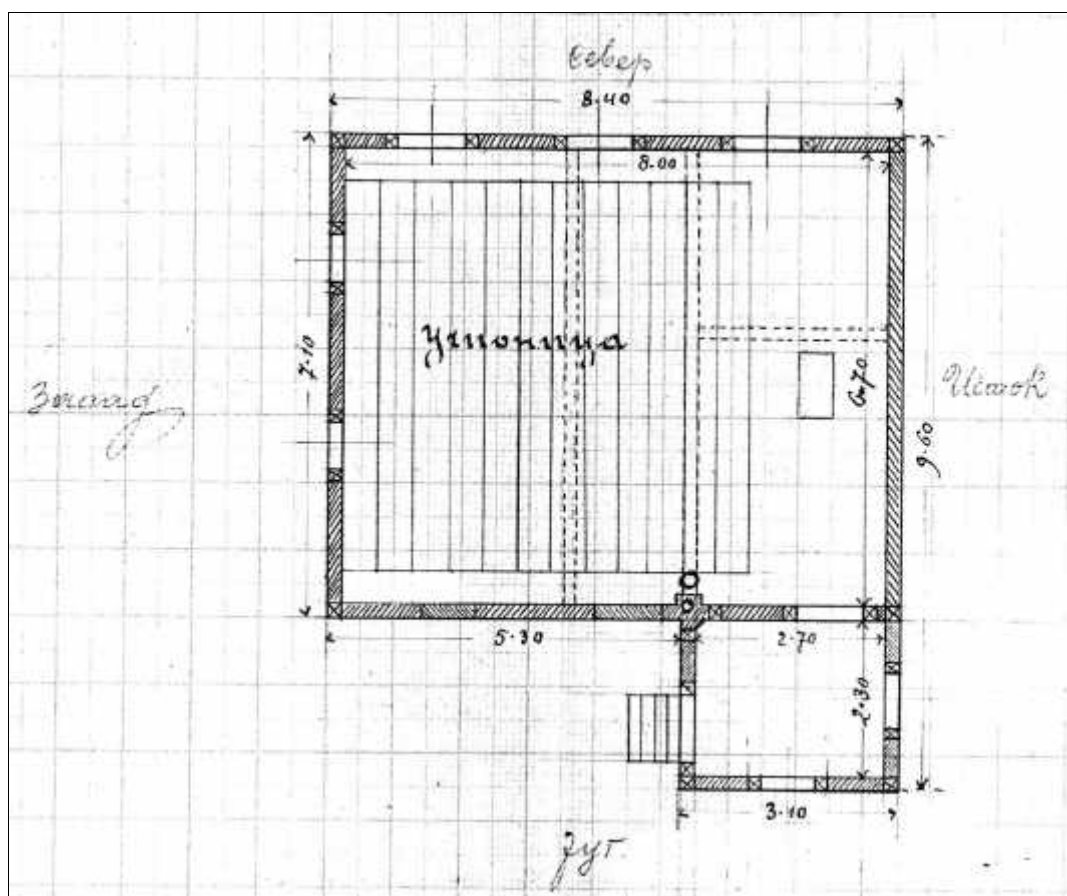 Север
8.40
8.00
Учионица
7.10
6.70
Запад
Исток
9.60
5.30
2.70
2.30
3.10
Југ.